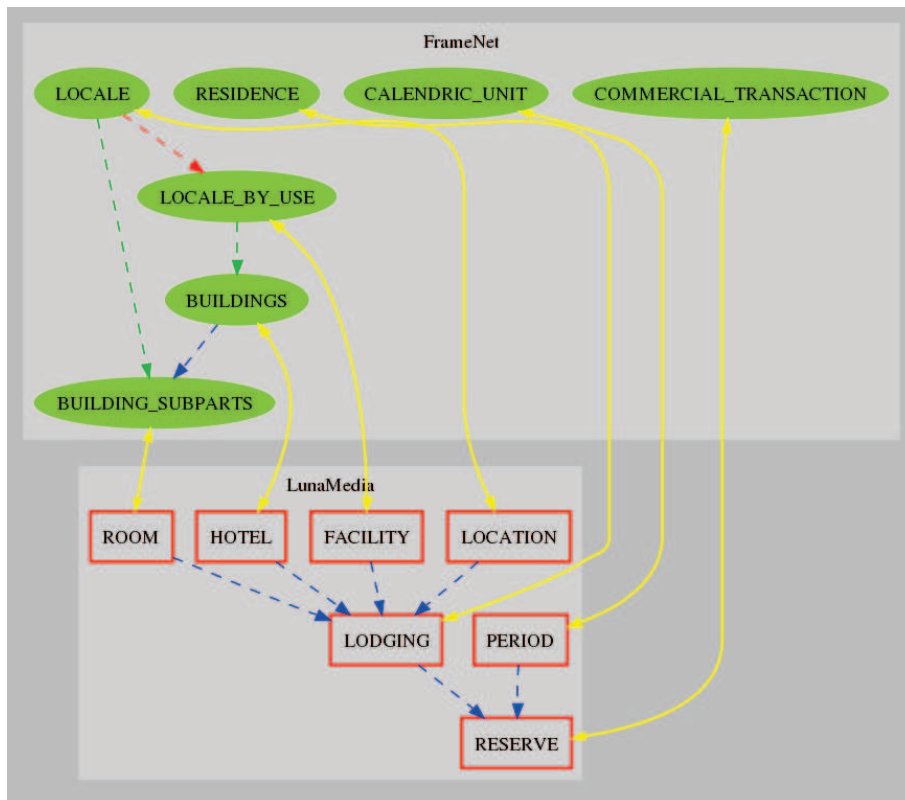 FrameNet
LOCALE RESIDENCE CALENDRIC_UNIT COMMERCIAL_TRANSACTION
LOCALE_BY_USE
BUILDINGS
BUILDING_SUBPARTS
LunaMedia
ROOM HOTEL FACILITY LOCATION
LODGING PERIOD
RESERVE